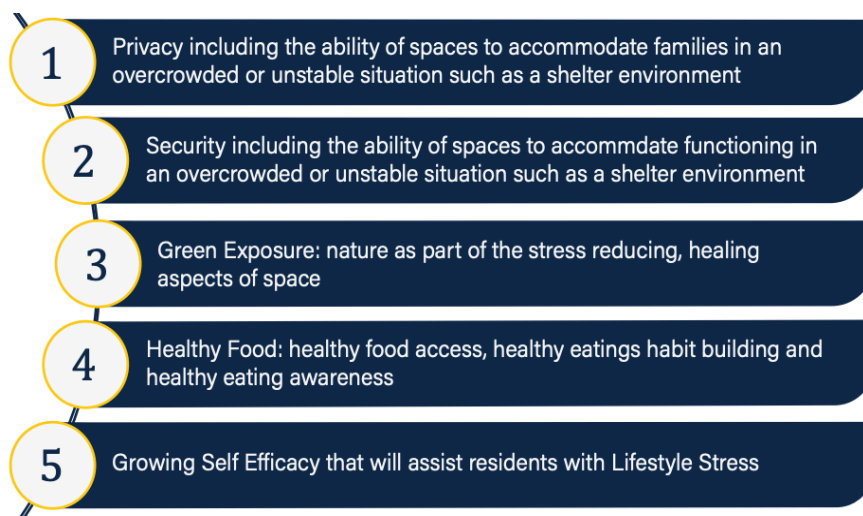 1
Privacy including the ability of spaces to accommodate families in an
overcrowded or unstable situation such as a shelter environment
2
Security including the ability of spaces to accommdate functioning in
an overcrowded or unstable situation such as a shelter environment
3
Green Exposure: nature as part of the stress reducing, healing
aspects of space
4
Healthy Food: healthy food access, healthy eatings habit building and
healthy eating awareness
5
Growing Self Efficacy that will assist residents with Lifestyle Stress